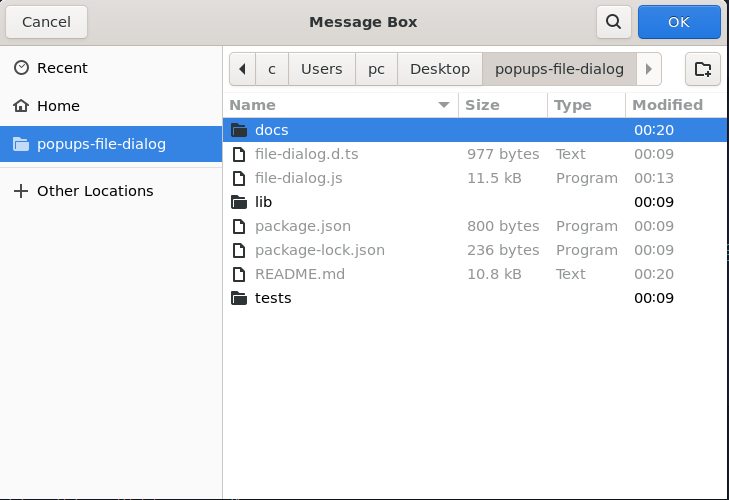 Cancel Message Box OK
Recent
Home
popups-file-dialog
Other Locations
c Users pc Desktop popups-file-dialog
Name Size Type Modified
docs 00:20
file-dialog.d.ts 977 bytes Text 00:09
file-dialog.js 11.5 kB Program 00:13
lib 00:09
package.json 800 bytes Program 00:09
package-lock.json 236 bytes Program 00:09
README.md 10.8 kB Text 00:20
tests 00:09